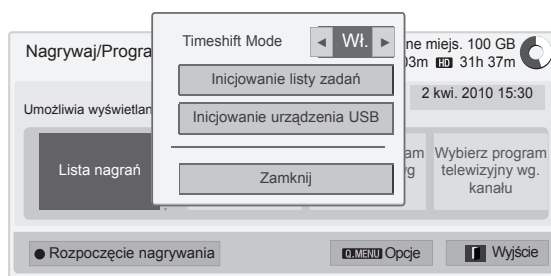 Nagrywaj/Progra
Timeshift Mode ◄ Wł. ►
ne miejs. 100 GB
03m HD 31h 37m
Inicjowanie listy zadań
2 kwi. 2010 15:30
Umożliwia wyświetlan
Inicjowanie urządzenia USB
Lista nagrań
Wybierz program
telewizyjny wg.
kanału
Zamknij
● Rozpoczęcie nagrywania
Q.MENU Opcje
Wyjście